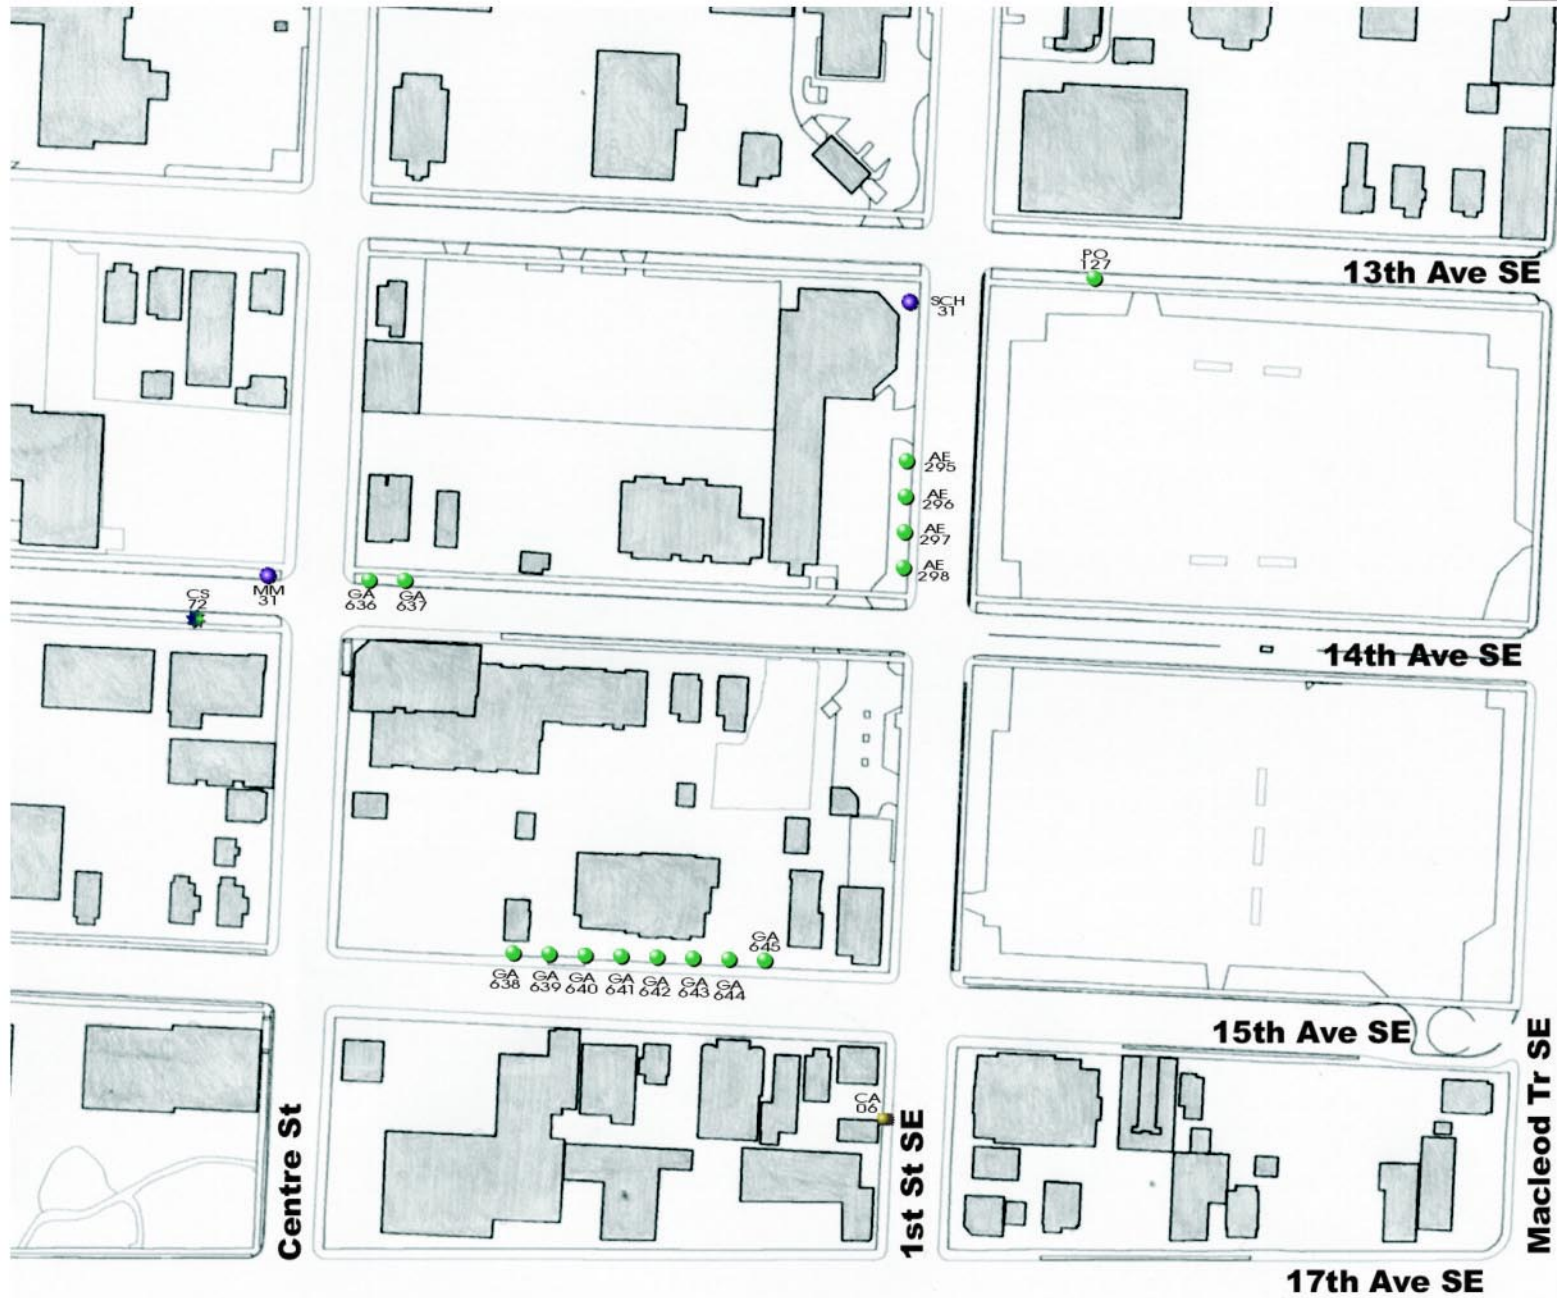 PO
127
13th Ave SE
SCH
31
AE
295
AE
296
AE
297
AE
298
MM
31
CS
72
GA
636
GA
637
14th Ave SE
GA
645
GA
638
GA
639
GA
640
GA
641
GA
642
GA
643
GA
644
15th Ave SE
CA
06
Centre St
1st St SE
Macleod Tr SE
17th Ave SE